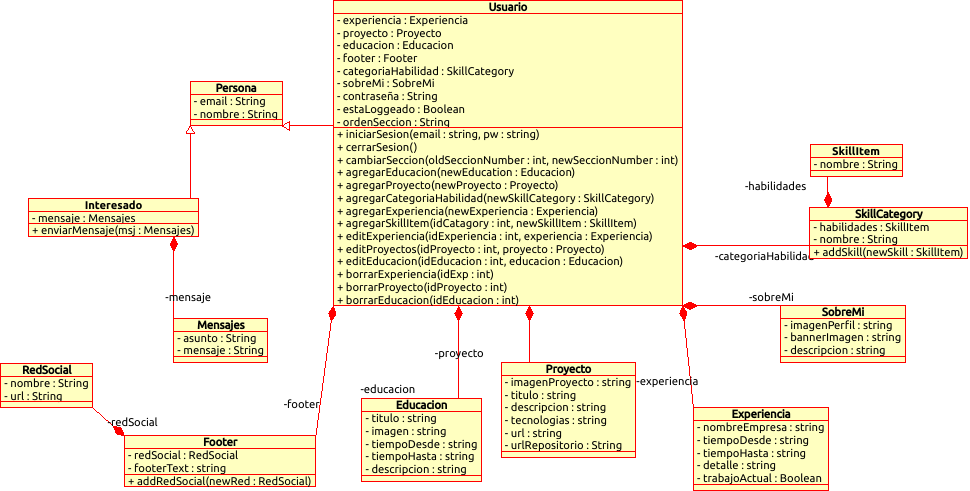 Usuario
- experiencia : Experiencia
- proyecto : Proyecto
- educacion : Educacion
- footer : Footer
- categoriaHabilidad : SkillCategory
- sobreMi : SobreMi
- contraseña : String
- estaLoggeado : Boolean
- ordenSeccion : String
+ iniciarSesion(email : string, pw : string)
+ cerrarSesion()
+ cambiarSeccion(oldSeccionNumber : int, newSeccionNumber : int)
+ agregarEducacion(newEducation : Educacion)
+ agregarProyecto(newProyecto : Proyecto)
+ agregarCategoriaHabilidad(newSkillCategory : SkillCategory)
+ agregarExperiencia(newExperiencia : Experiencia)
+ agregarSkillItem(idCatagory : int, newSkillItem : SkillItem)
+ editExperiencia(idExperiencia : int, experiencia : Experiencia)
+ editProyectos(idProyecto : int, proyecto : Proyecto)
+ editEducacion(idEducacion : int, educacion : Educacion)
+ borrarExperiencia(idExp : int)
+ borrarProyecto(idProyecto : int)
+ borrarEducacion(idEducacion : int)
Persona
- email : String
- nombre : String
Interesado
- mensaje : Mensajes
+ enviarMensaje(msj : Mensajes)
-mensaje
Mensajes
- asunto : String
- mensaje : String
SkillItem
- nombre : String
-habilidades
SkillCategory
- habilidades : SkillItem
- nombre : String
+ addSkill(newSkill : SkillItem)
-categoriaHabilidad
-sobreMi
SobreMi
- imagenPerfil : string
- bannerImagen : string
- descripcion : string
RedSocial
- nombre : String
- url : String
-redSocial
-footer
Footer
- redSocial : RedSocial
- footerText : string
+ addRedSocial(newRed : RedSocial)
-proyecto
-educacion
Educacion
- titulo : string
- imagen : string
- tiempoDesde : string
- tiempoHasta : string
- descripcion : string
Proyecto
- imagenProyecto : string
- titulo : string
- descripcion : string
- tecnologias : string
- url : string
- urlRepositorio : String
-experiencia
Experiencia
- nombreEmpresa : string
- tiempoDesde : string
- tiempoHasta : string
- detalle : string
- trabajoActual : Boolean